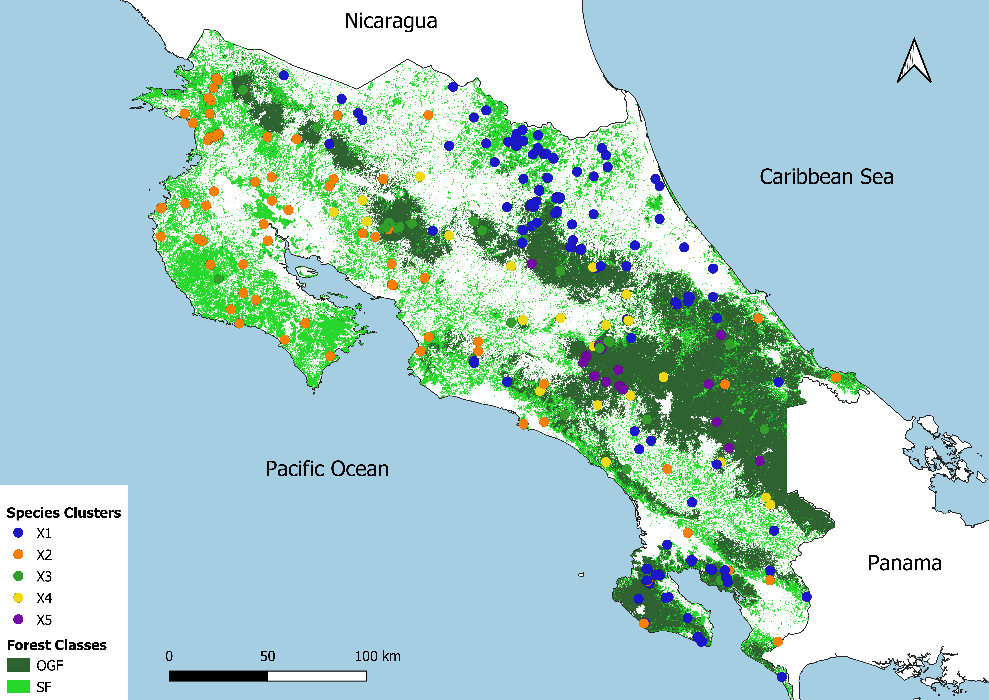 Nicaragua
Caribbean Sea
Pacific Ocean
Panama
Species Clusters
X1
X2
X3
X4
X5
Forest Classes
OGF
SF
0 50 100 km